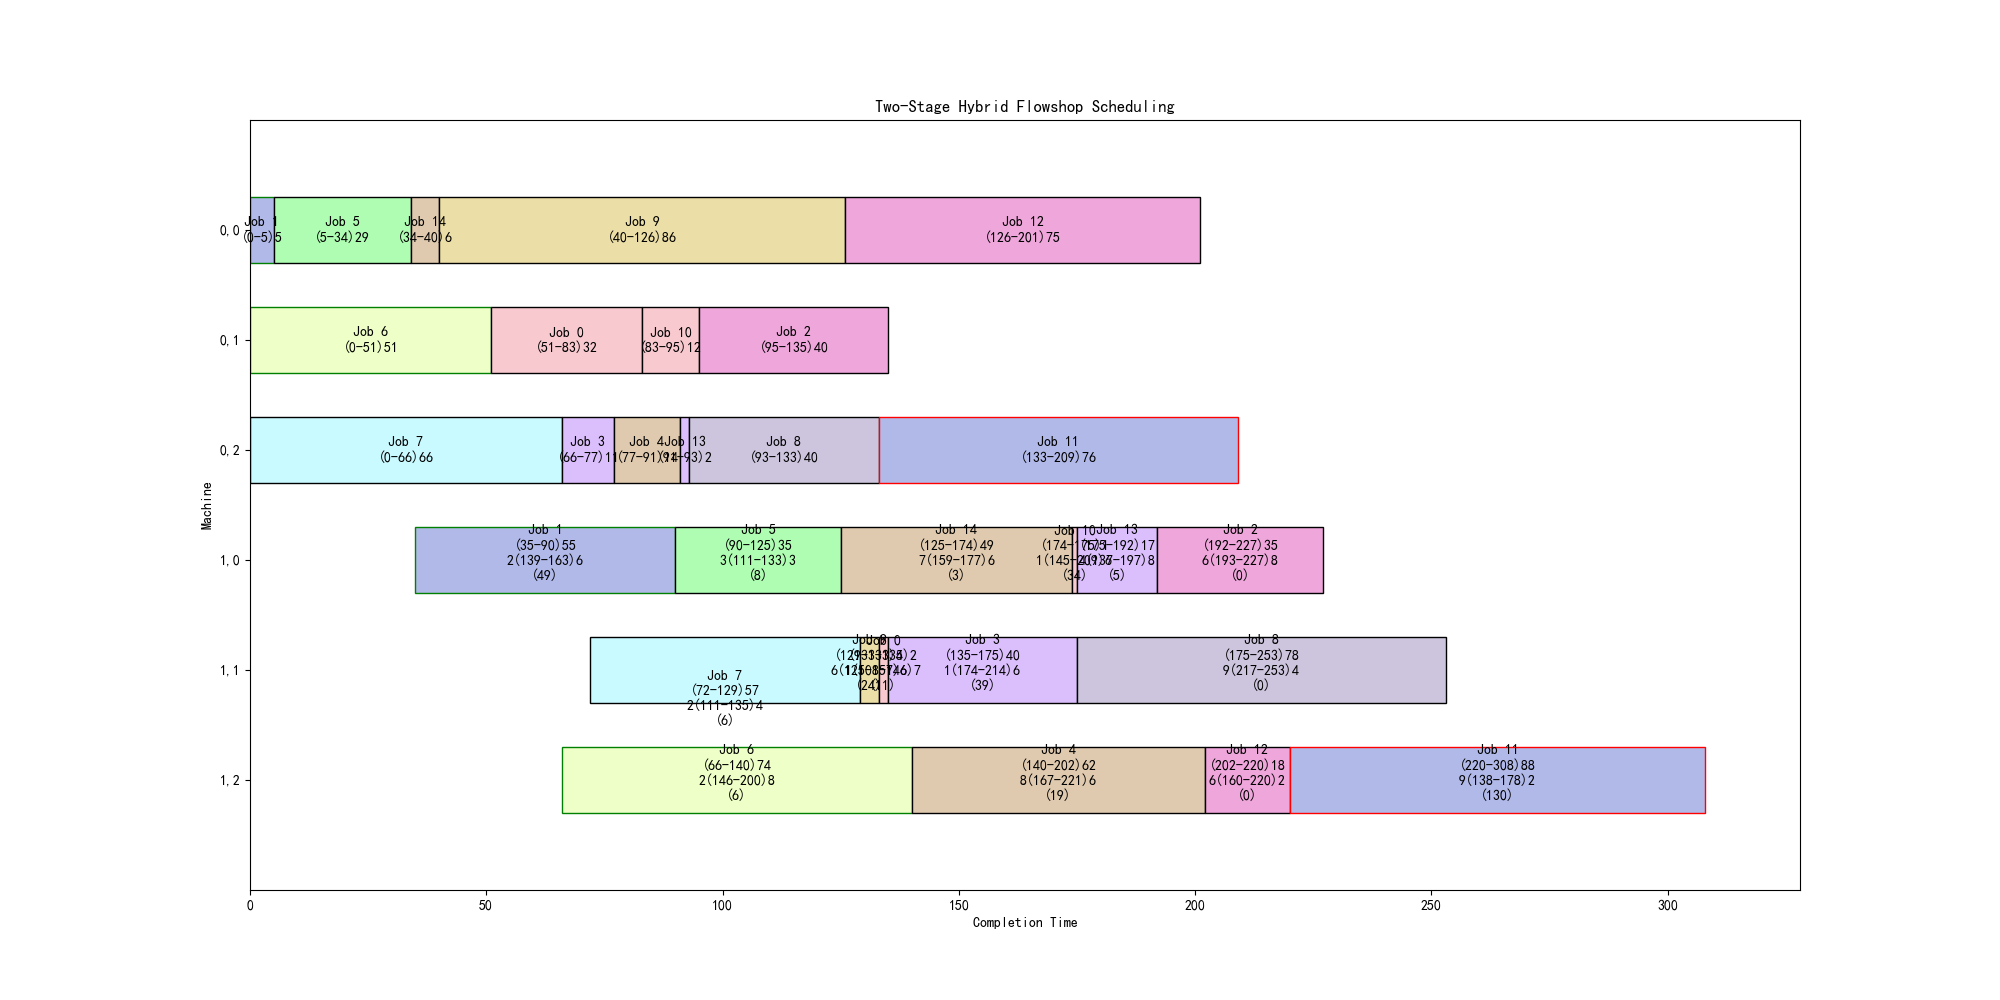 Two-Stage Hybrid Flowshop Scheduling
Machine
0,0
Job 1
(0-5)5
Job 5
(5-34)29
Job 14
(34-40)6
Job 9
(40-126)86
Job 12
(126-201)75
0,1
Job 6
(0-51)51
Job 0
(51-83)32
Job 10
(83-95)12
Job 2
(95-135)40
0,2
Job 7
(0-66)66
Job 3
(66-77)11
Job 4
(77-91)14
Job 13
(91-93)2
Job 8
(93-133)40
Job 11
(133-209)76
1,0
Job 1
(35-90)55
2(139-163)6
(49)
Job 5
(90-125)35
3(111-133)3
(8)
Job 14
(125-174)49
7(159-177)6
(3)
Job 10
(174-175)1
(34)
Job 13
(175-192)17
(5)
Job 2
(192-227)35
6(193-227)8
(0)
1,1
Job 7
(72-129)57
2(111-135)4
(6)
Job 9
(129-133)4
Job 0
(133-135)2
Job 3
(135-175)40
1(174-214)6
(39)
Job 8
(175-253)78
9(217-253)4
(0)
1,2
Job 6
(66-140)74
2(146-200)8
(6)
Job 4
(140-202)62
8(167-221)6
(19)
Job 12
(202-220)18
6(160-220)2
(0)
Job 11
(220-308)88
9(138-178)2
(130)
0
50
100
150
200
250
300
Completion Time